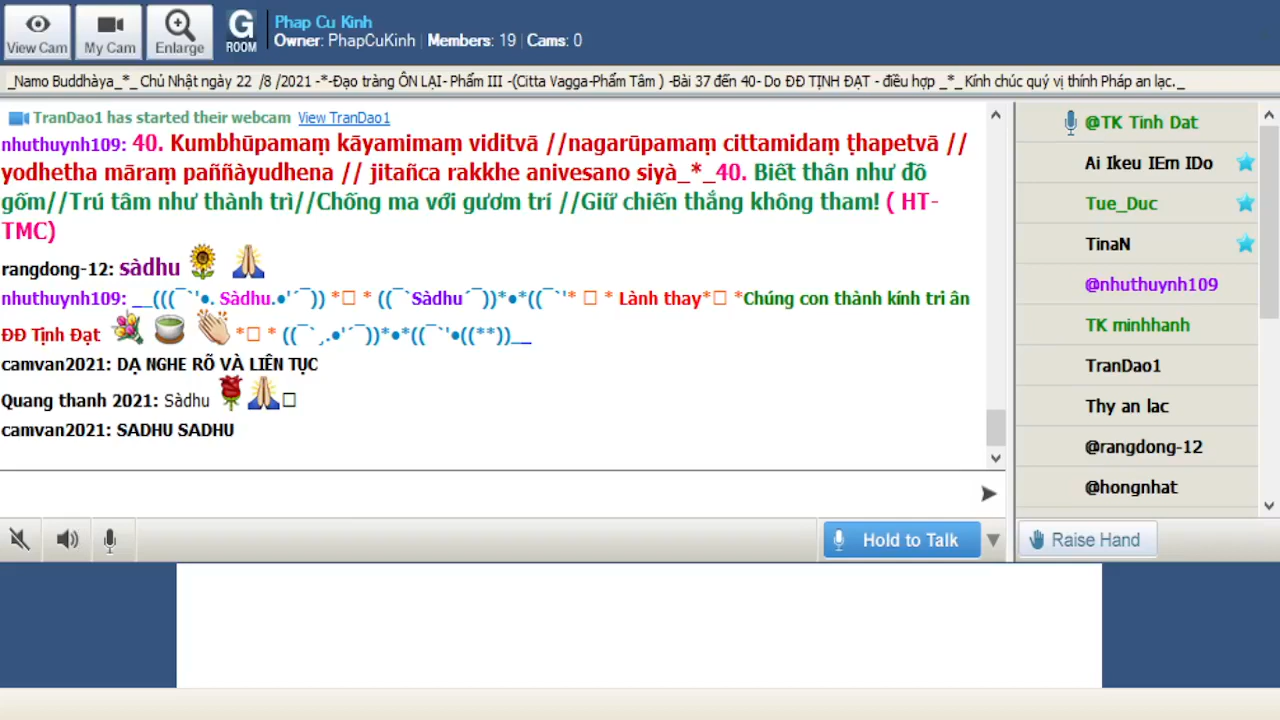 View Cam
My Cam
Enlarge
G
ROOM
Phap Cu Kinh
Owner: PhapCuKinh | Members: 19 | Cams: 0
_Namo Buddhàya_*_ Chủ Nhật ngày 22 /8 /2021 -*-Đạo tràng ÔN LẠI- Phẩm III -(Citta Vagga-Phẩm Tâm ) -Bài 37 đến 40- Do ĐĐ TỊNH ĐẠT - điều hợp _*_Kính chúc quý vị thính Pháp an lạc._
TranDao1 has started their webcam View TranDao1
nhuthuynh109: 40. Kumbhūpamaṃ kāyamimaṃ viditvā //nagarūpamaṃ cittamidaṃ ṭhapetvā //
yodhetha māraṃ paññàyudhena // jitañca rakkhe anivesano siyà_*_40. Biết thân như đồ
gốm//Trú tâm như thành trì//Chống ma với gươm trí //Giữ chiến thắng không tham! ( HT-
TMC)
rangdong-12: sàdhu 🌻 🙏
nhuthuynh109: __(((¯`'●. Sàdhu.●'´¯)) *□ * ((¯`Sàdhu´¯))*●*((¯`'* □ * Lành thay*□ *Chúng con thành kính tri ân
ĐĐ Tịnh Đạt 💐 🍵 👏 *□ * ((¯`¸.●'´¯))*●*((¯`'●((**))__
camvan2021: DẠ NGHE RÕ VÀ LIÊN TỤC
Quang thanh 2021: Sàdhu 🌹🙏□
camvan2021: SADHU SADHU
Hold to Talk
@TK Tinh Dat
Ai Ikeu IEm IDo
Tue_Duc
TinaN
@nhuthuynh109
TK minhhanh
TranDao1
Thy an lac
@rangdong-12
@hongnhat
Raise Hand